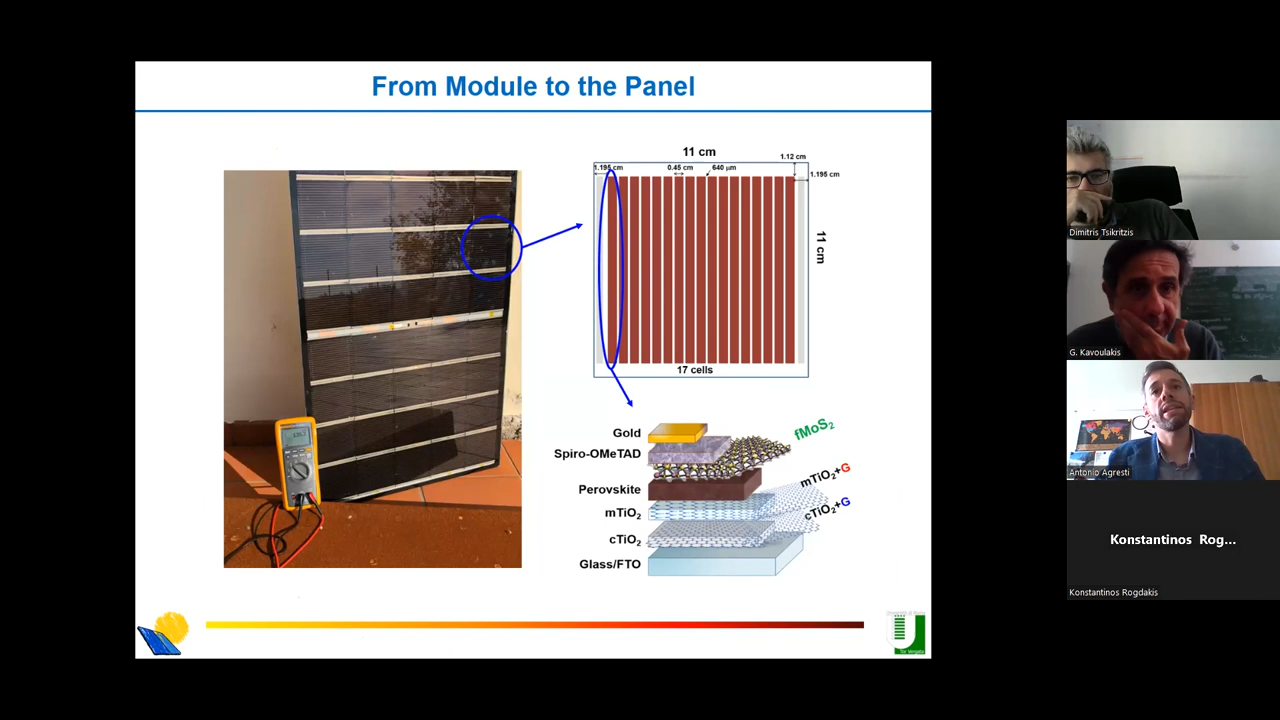 From Module to the Panel
11 cm
1.12 cm
1.195 cm
0.45 cm
640 μm
1.195 cm
11 cm
17 cells
Gold
fMoS₂
Spiro-OMeTAD
mTiO₂+G
Perovskite
cTiO₂+G
mTiO₂
cTiO₂
Glass/FTO
Tor Vergata
Dimitris Tsikritzis
G. Kavoulakis
Antonio Agresti
Konstantinos Rog...
Konstantinos Rogdakis